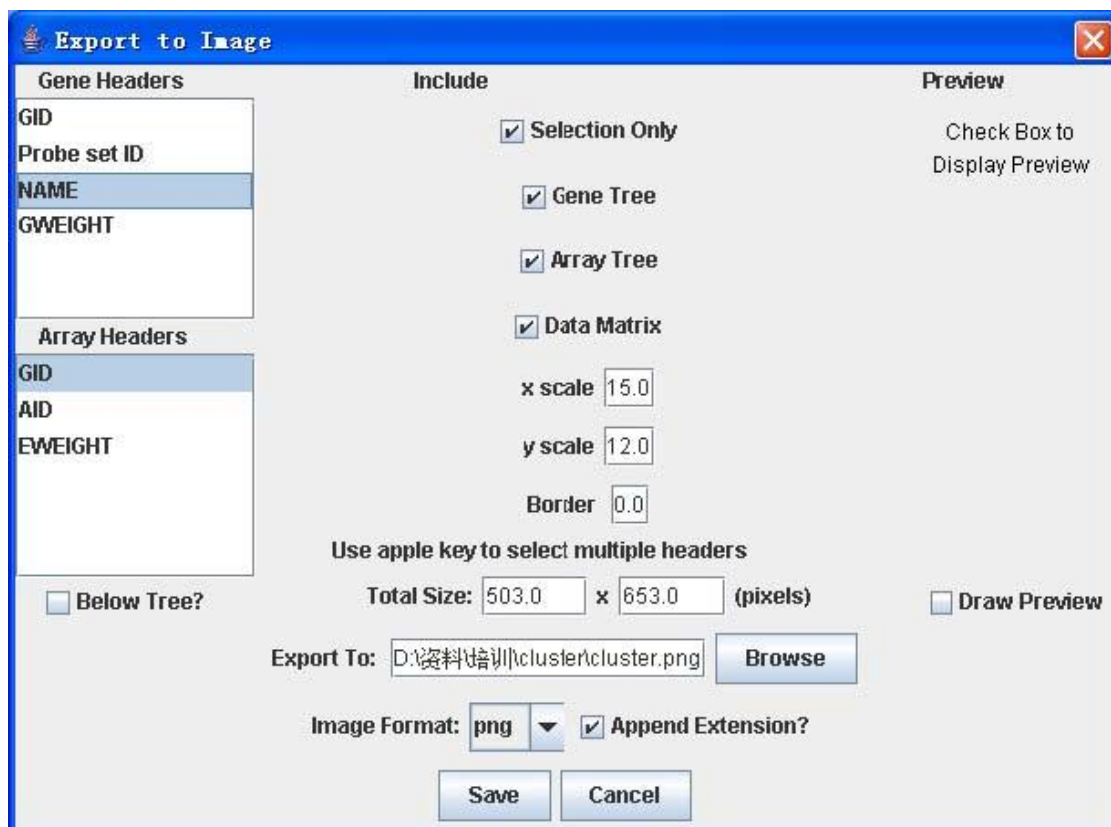 Export to Image
Gene Headers
GID
Probe set ID
NAME
GWEIGHT
Array Headers
GID
AID
EWEIGHT
Below Tree?
Include
Selection Only
Gene Tree
Array Tree
Data Matrix
x scale 15.0
y scale 12.0
Border 0.0
Use apple key to select multiple headers
Total Size: 503.0 x 653.0 (pixels)
Preview
Check Box to
Display Preview
Draw Preview
Export To: D:\资料\培训\cluster\cluster.png Browse
Image Format: png Append Extension?
Save Cancel